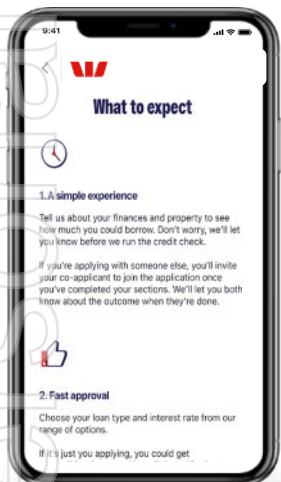 9:41
What to expect
1. A simple experience
Tell us about your finances and property to see
how much you could borrow. Don't worry, we'll let
you know before we run the credit check.
If you're applying with someone else, you'll invite
your co-applicant to join the application once
you've completed your sections. We'll let you both
know about the outcome when they're done.
2. Fast approval
Choose your loan type and interest rate from our
range of options.
If it's just you applying, you could get